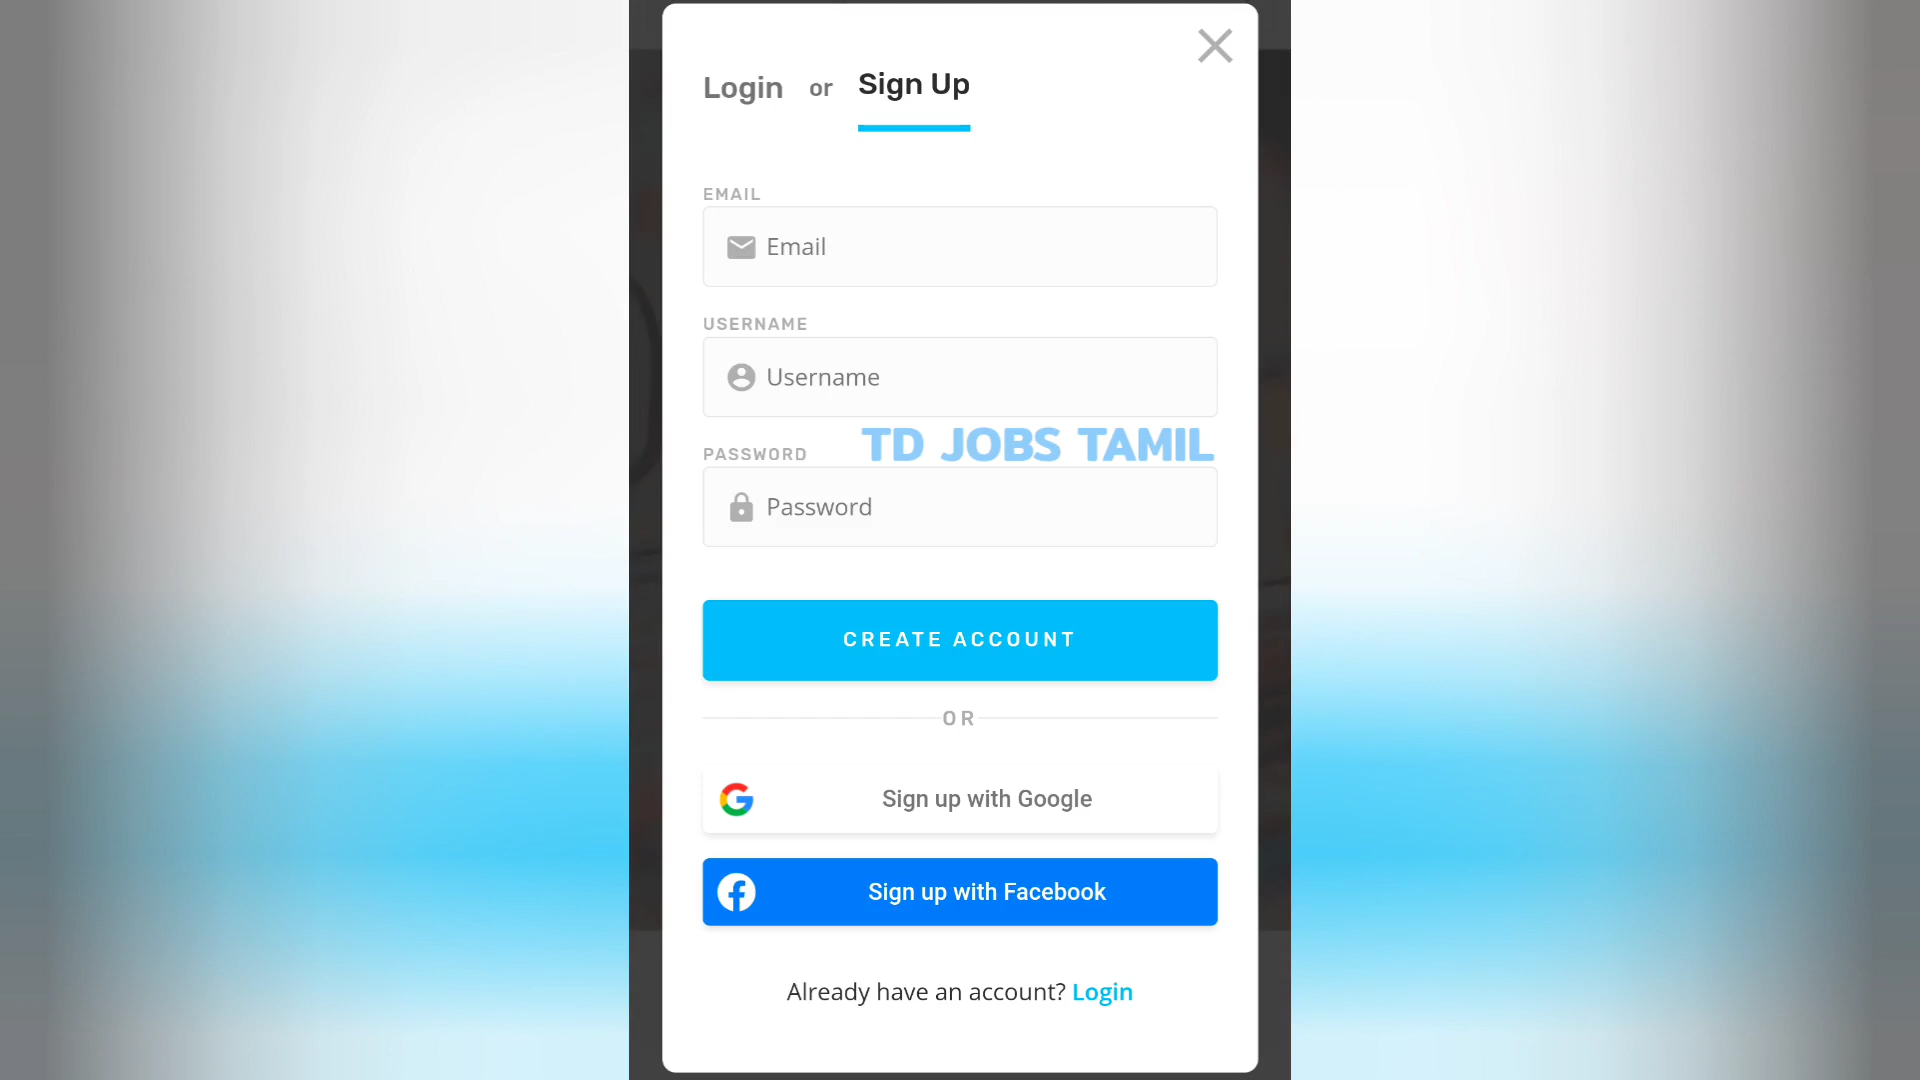 Login or Sign Up
EMAIL
Email
USERNAME
Username
TD JOBS TAMIL
PASSWORD
Password
CREATE ACCOUNT
OR
Sign up with Google
Sign up with Facebook
Already have an account? Login